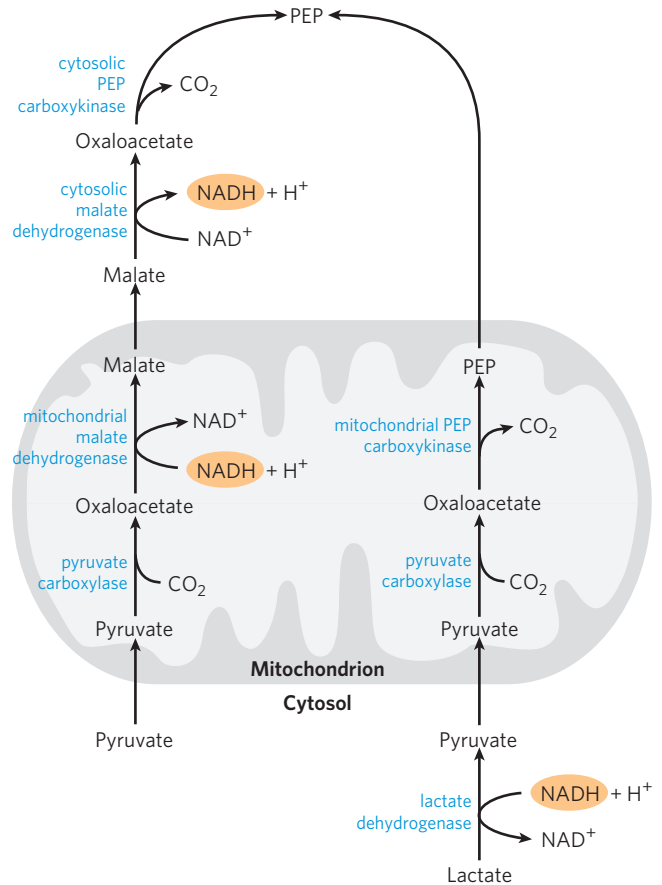 PEP
cytosolic
PEP
carboxykinase
CO₂
Oxaloacetate
cytosolic
malate
dehydrogenase
NADH + H⁺
NAD⁺
Malate
Malate
mitochondrial
malate
dehydrogenase
NAD⁺
NADH + H⁺
Oxaloacetate
pyruvate
carboxylase
CO₂
Pyruvate
Pyruvate
PEP
mitochondrial PEP
carboxykinase
CO₂
Oxaloacetate
pyruvate
carboxylase
CO₂
Pyruvate
Mitochondrion
Cytosol
Pyruvate
lactate
dehydrogenase
NADH + H⁺
NAD⁺
Lactate